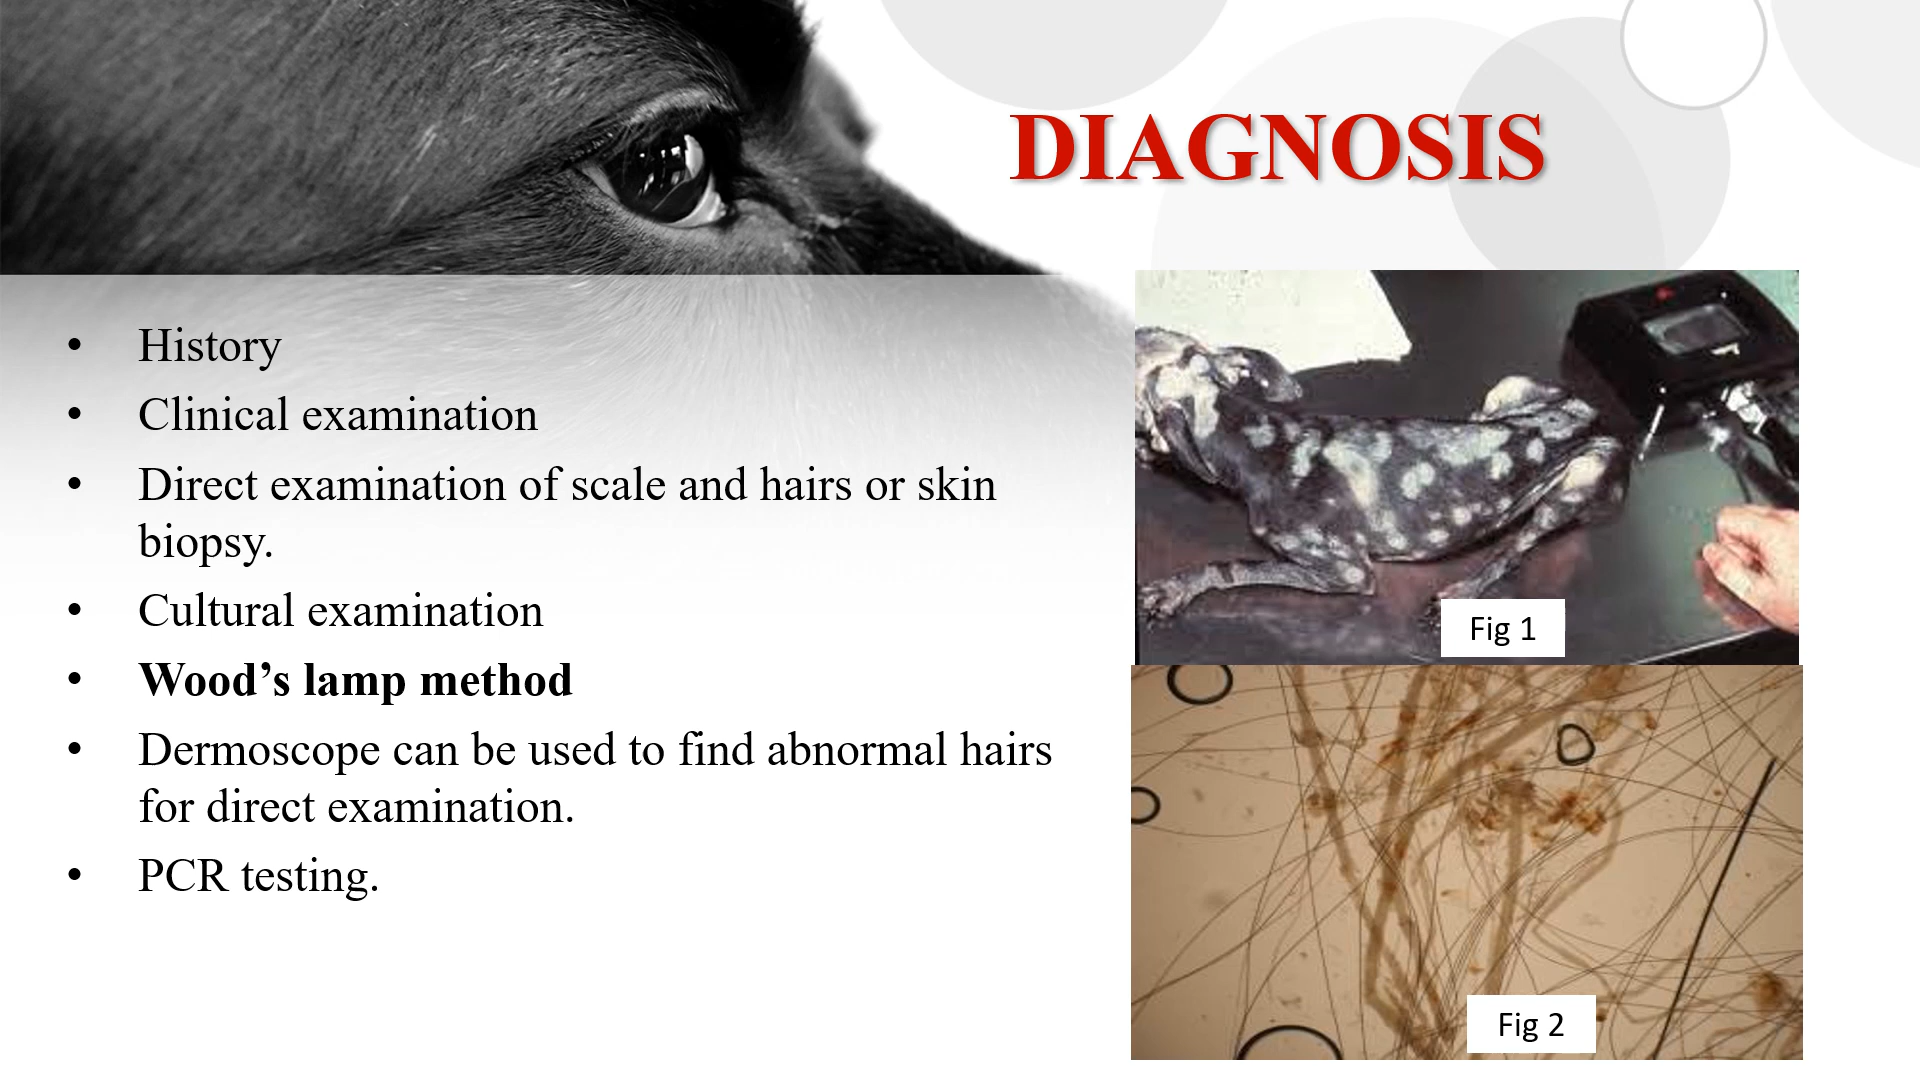 DIAGNOSIS
• History
• Clinical examination
• Direct examination of scale and hairs or skin
biopsy.
• Cultural examination
• Wood’s lamp method
• Dermoscope can be used to find abnormal hairs
for direct examination.
• PCR testing.
Fig 1
Fig 2